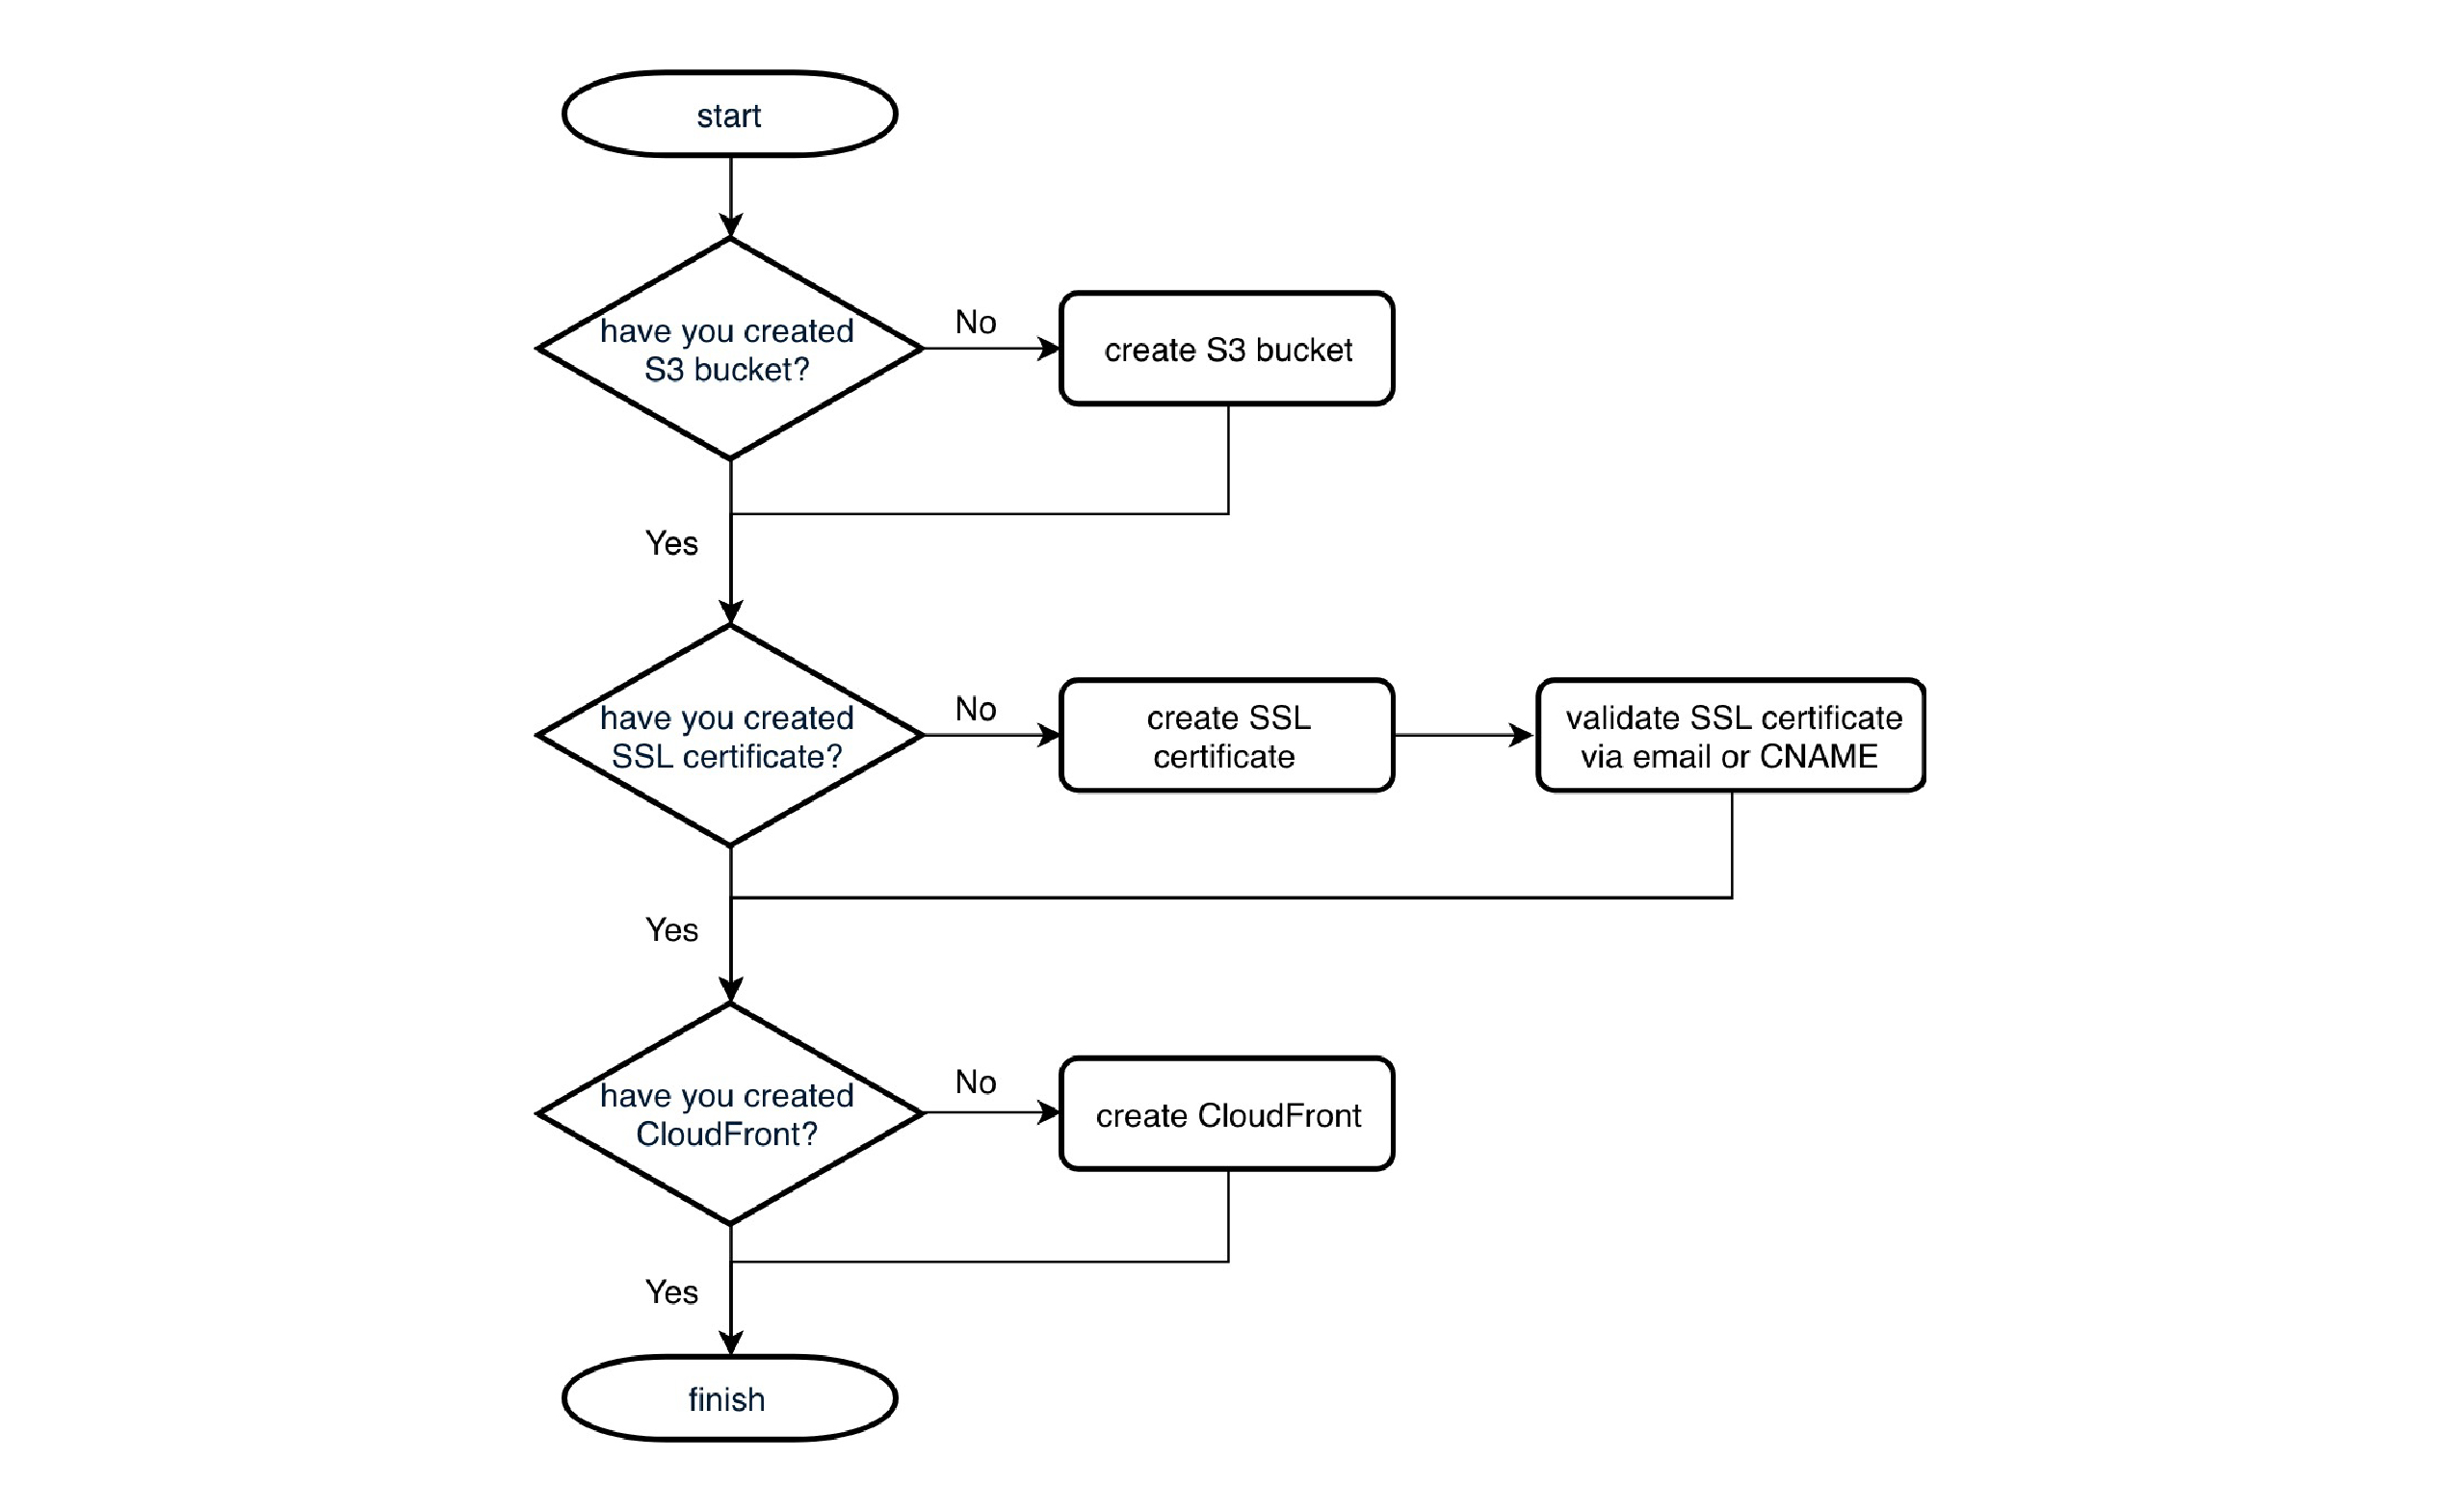 start
have you created
S3 bucket?
No
create S3 bucket
Yes
have you created
SSL certificate?
No
create SSL
certificate
validate SSL certificate
via email or CNAME
Yes
have you created
CloudFront?
No
create CloudFront
Yes
finish